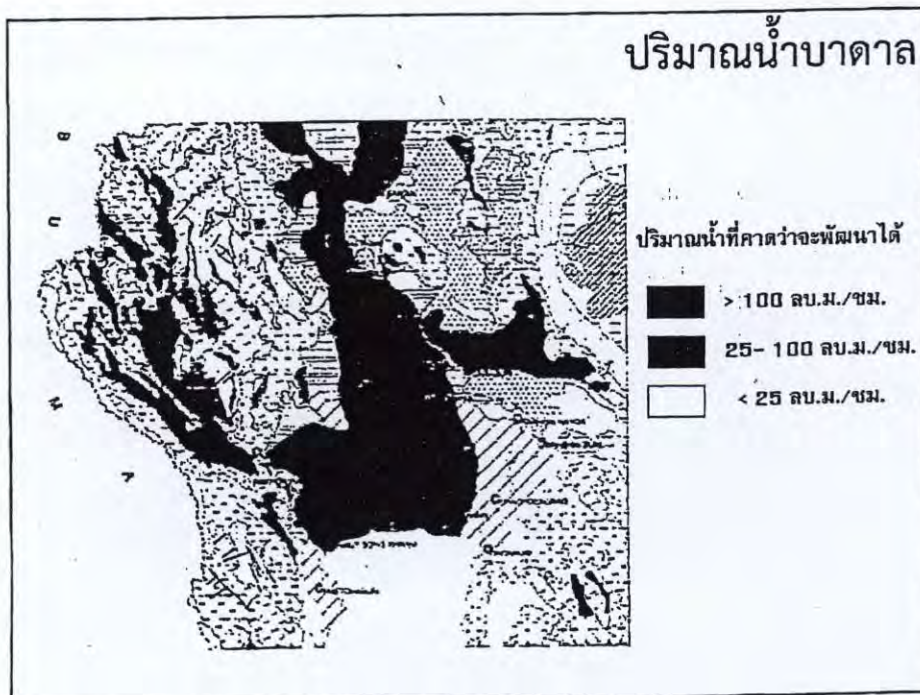 ปริมาณน้ำบาดาล
B
U
ปริมาณน้ำที่คาดว่าจะพัฒนาได้
> 100 ลบ.ม./ชม.
25- 100 ลบ.ม./ชม.
< 25 ลบ.ม./ชม.